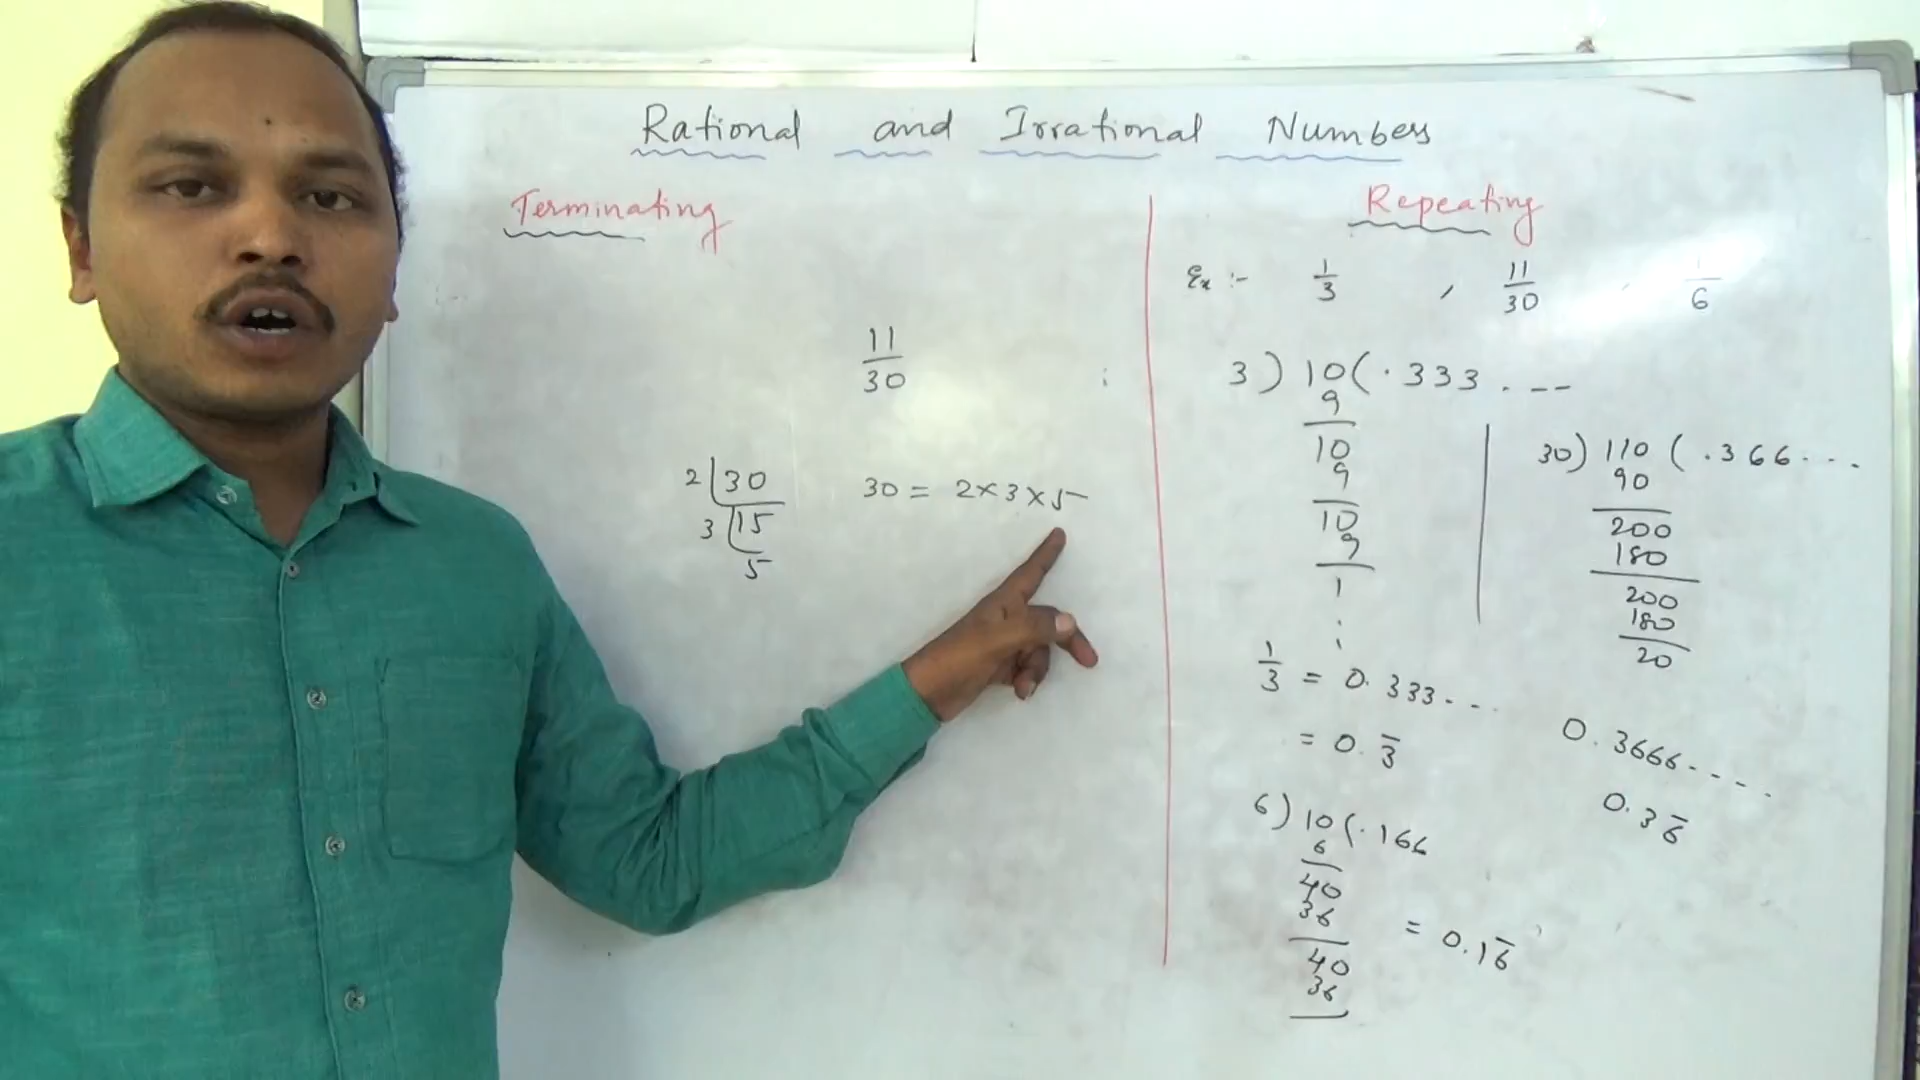 Rational and Irrational Numbers
Terminating
11
30
2 30
3 15
5
30 = 2×3×5
Repeating
Ex :- 1/3 , 11/30 , 1/6
3 ) 10 ( .333 . --
9
10
9
10
9
1
:
1/3 = 0.333. . .
= 0.3̅
30 ) 110 ( .366 . . .
90
200
180
200
180
20
0.3666. - - - .
0.36̅
6 ) 10 ( .166
6
40
36
40
36
= 0.16̅